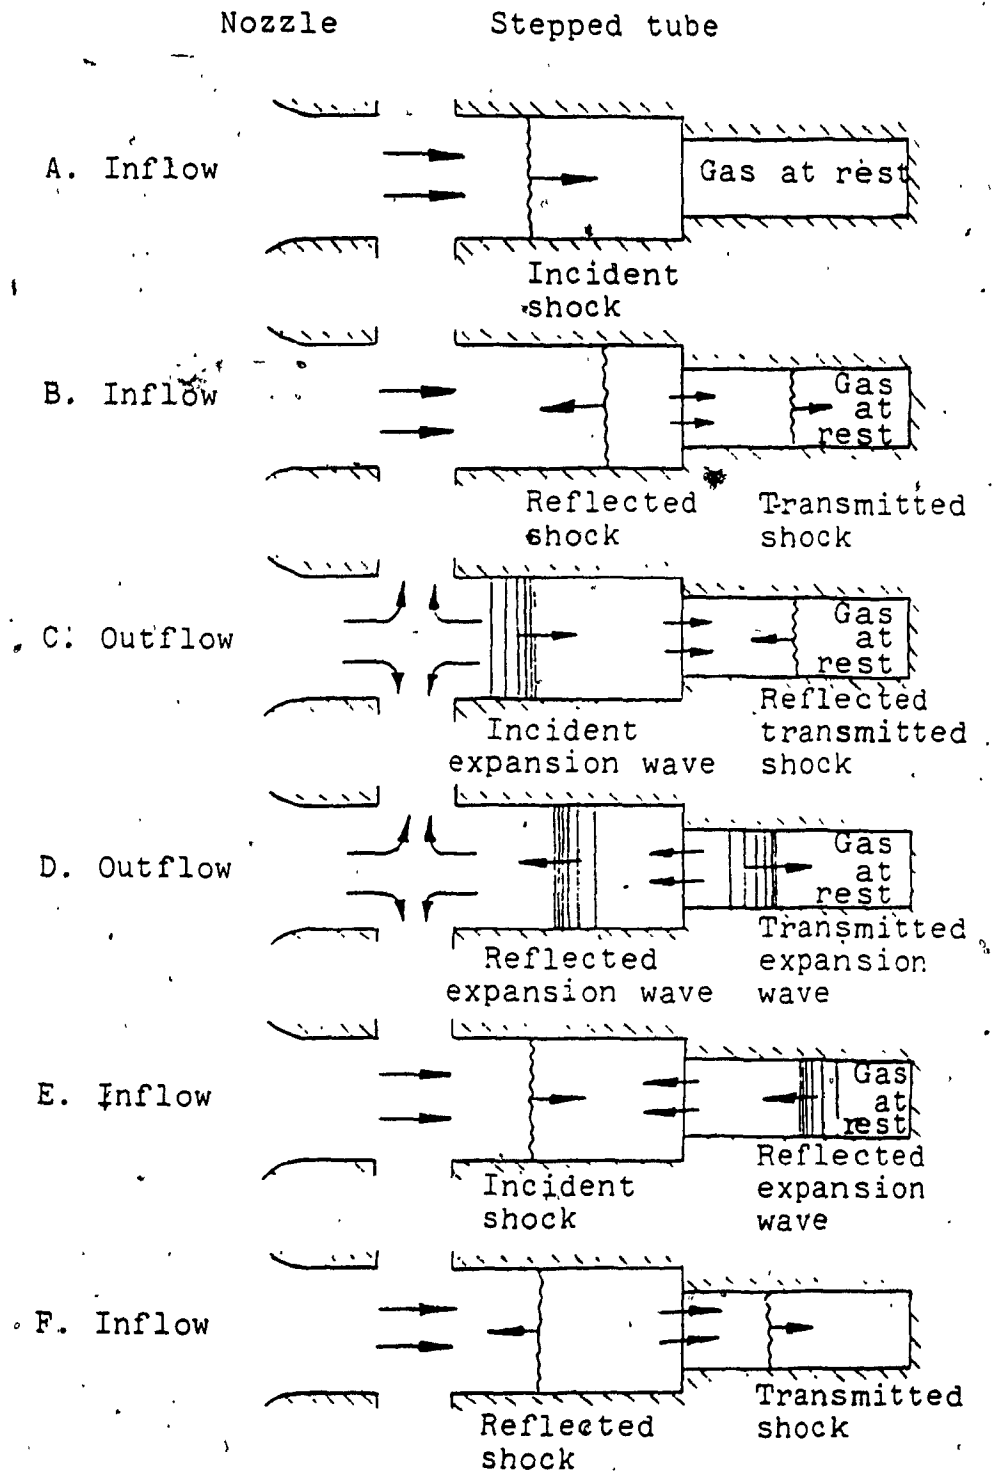 Nozzle Stepped tube
A. Inflow
Gas at rest
Incident
shock
B. Inflow
Gas
at
rest
Reflected
shock
Transmitted
shock
C. Outflow
Gas
at
rest
Incident
expansion wave
Reflected
transmitted
shock
D. Outflow
Gas
at
rest
Reflected
expansion wave
Transmitted
expansion
wave
E. Inflow
Gas
at
rest
Incident
shock
Reflected
expansion
wave
F. Inflow
Reflected
shock
Transmitted
shock